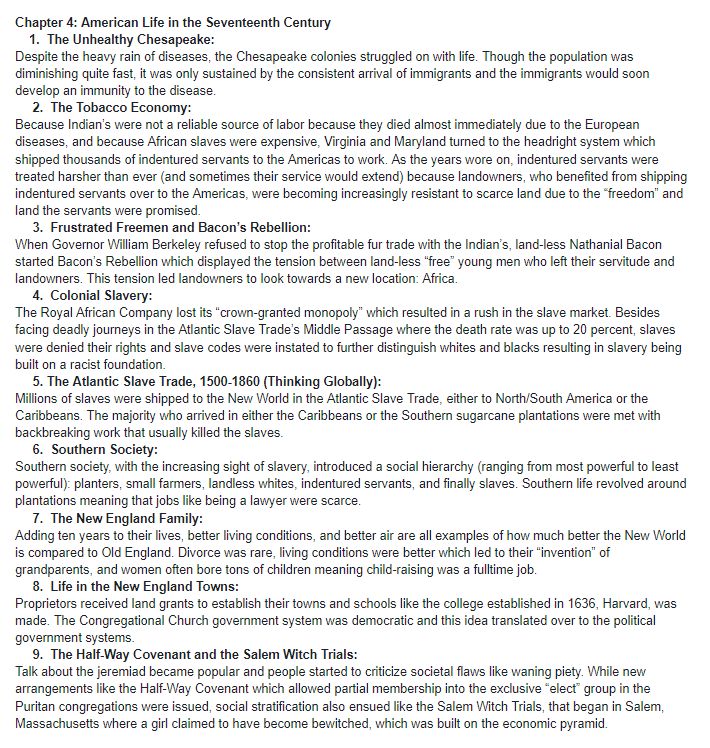 Chapter 4: American Life in the Seventeenth Century
1. The Unhealthy Chesapeake:
Despite the heavy rain of diseases, the Chesapeake colonies struggled on with life. Though the population was
diminishing quite fast, it was only sustained by the consistent arrival of immigrants and the immigrants would soon
develop an immunity to the disease.
2. The Tobacco Economy:
Because Indian's were not a reliable source of labor because they died almost immediately due to the European
diseases, and because African slaves were expensive, Virginia and Maryland turned to the headright system which
shipped thousands of indentured servants to the Americas to work. As the years wore on, indentured servants were
treated harsher than ever (and sometimes their service would extend) because landowners, who benefited from shipping
indentured servants over to the Americas, were becoming increasingly resistant to scarce land due to the “freedom” and
land the servants were promised.
3. Frustrated Freemen and Bacon's Rebellion:
When Governor William Berkeley refused to stop the profitable fur trade with the Indian's, land-less Nathanial Bacon
started Bacon's Rebellion which displayed the tension between land-less “free” young men who left their servitude and
landowners. This tension led landowners to look towards a new location: Africa.
4. Colonial Slavery:
The Royal African Company lost its “crown-granted monopoly” which resulted in a rush in the slave market. Besides
facing deadly journeys in the Atlantic Slave Trade's Middle Passage where the death rate was up to 20 percent, slaves
were denied their rights and slave codes were instated to further distinguish whites and blacks resulting in slavery being
built on a racist foundation.
5. The Atlantic Slave Trade, 1500-1860 (Thinking Globally):
Millions of slaves were shipped to the New World in the Atlantic Slave Trade, either to North/South America or the
Caribbeans. The majority who arrived in either the Caribbeans or the Southern sugarcane plantations were met with
backbreaking work that usually killed the slaves.
6. Southern Society:
Southern society, with the increasing sight of slavery, introduced a social hierarchy (ranging from most powerful to least
powerful): planters, small farmers, landless whites, indentured servants, and finally slaves. Southern life revolved around
plantations meaning that jobs like being a lawyer were scarce.
7. The New England Family:
Adding ten years to their lives, better living conditions, and better air are all examples of how much better the New World
is compared to Old England. Divorce was rare, living conditions were better which led to their “invention” of
grandparents, and women often bore tons of children meaning child-raising was a fulltime job.
8. Life in the New England Towns:
Proprietors received land grants to establish their towns and schools like the college established in 1636, Harvard, was
made. The Congregational Church government system was democratic and this idea translated over to the political
government systems.
9. The Half-Way Covenant and the Salem Witch Trials:
Talk about the jeremiad became popular and people started to criticize societal flaws like waning piety. While new
arrangements like the Half-Way Covenant which allowed partial membership into the exclusive “elect” group in the
Puritan congregations were issued, social stratification also ensued like the Salem Witch Trials, that began in Salem,
Massachusetts where a girl claimed to have become bewitched, which was built on the economic pyramid.